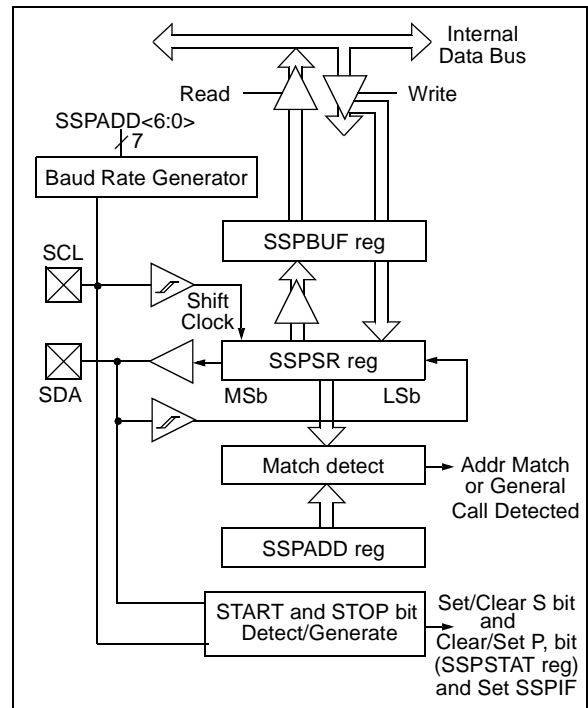 Internal
Data Bus
Read
Write
SSPADD<6:0>
7
Baud Rate Generator
SSPBUF reg
SCL
Shift
Clock
SSPSR reg
SDA
MSb
LSb
Match detect
Addr Match
or General
Call Detected
SSPADD reg
START and STOP bit
Detect/Generate
Set/Clear S bit
and
Clear/Set P, bit
(SSPSTAT reg)
and Set SSPIF